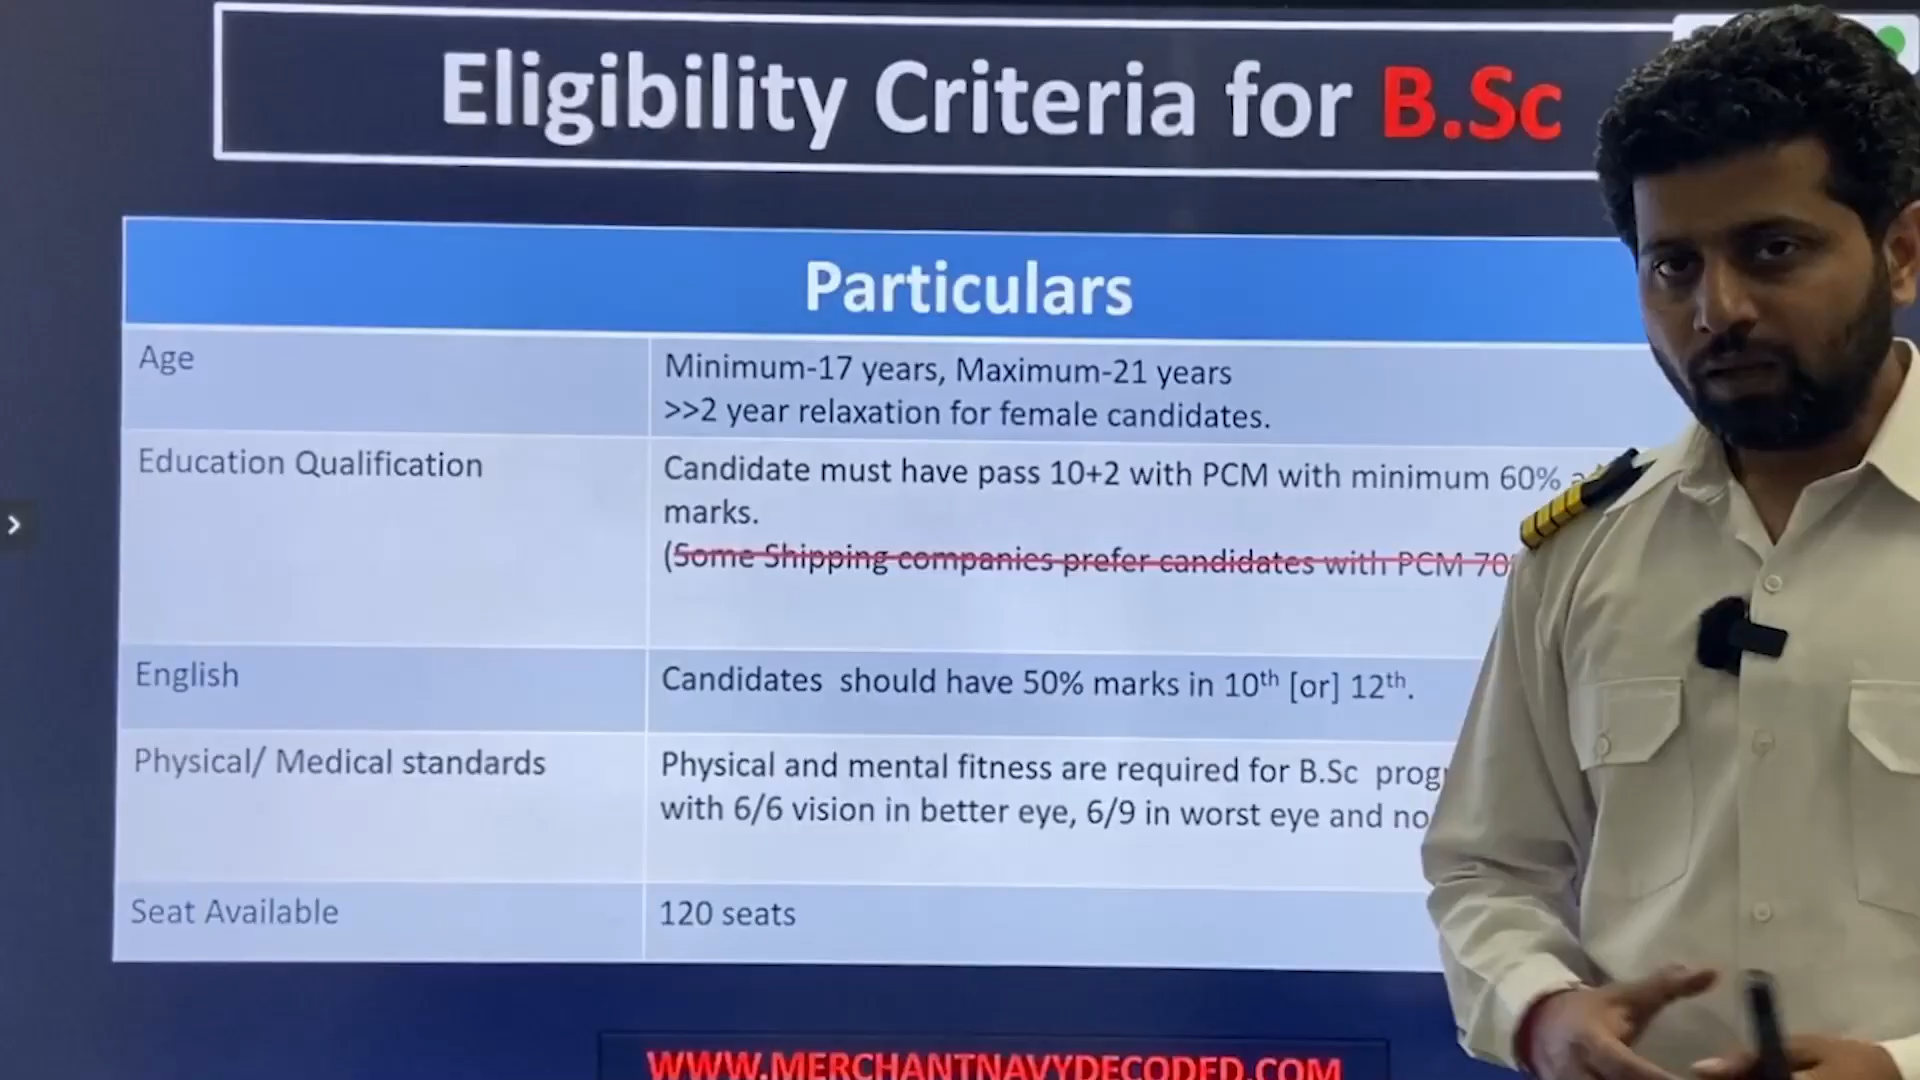 Eligibility Criteria for B.Sc
Particulars
Age
Minimum-17 years, Maximum-21 years
>>2 year relaxation for female candidates.
Education Qualification
Candidate must have pass 10+2 with PCM with minimum 60%
marks.
(Some Shipping companies prefer candidates with PCM 70
English
Candidates should have 50% marks in 10th [or] 12th.
Physical/ Medical standards
Physical and mental fitness are required for B.Sc
with 6/6 vision in better eye, 6/9 in worst eye and
Seat Available
120 seats
WWW.MERCHANTNAVYDECODED.COM